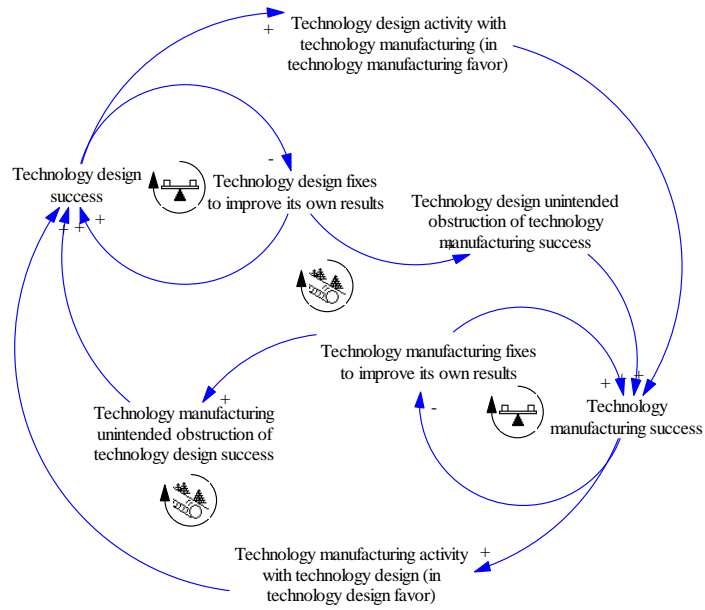 Technology design activity with
technology manufacturing (in
technology manufacturing favor)
+
-
Technology design
success
Technology design fixes
to improve its own results
Technology design unintended
obstruction of technology
manufacturing success
+ + +
+
Technology manufacturing fixes
to improve its own results
+ + +
-
+
Technology
manufacturing success
Technology manufacturing
unintended obstruction of
technology design success
Technology manufacturing activity
with technology design (in
technology design favor)
+